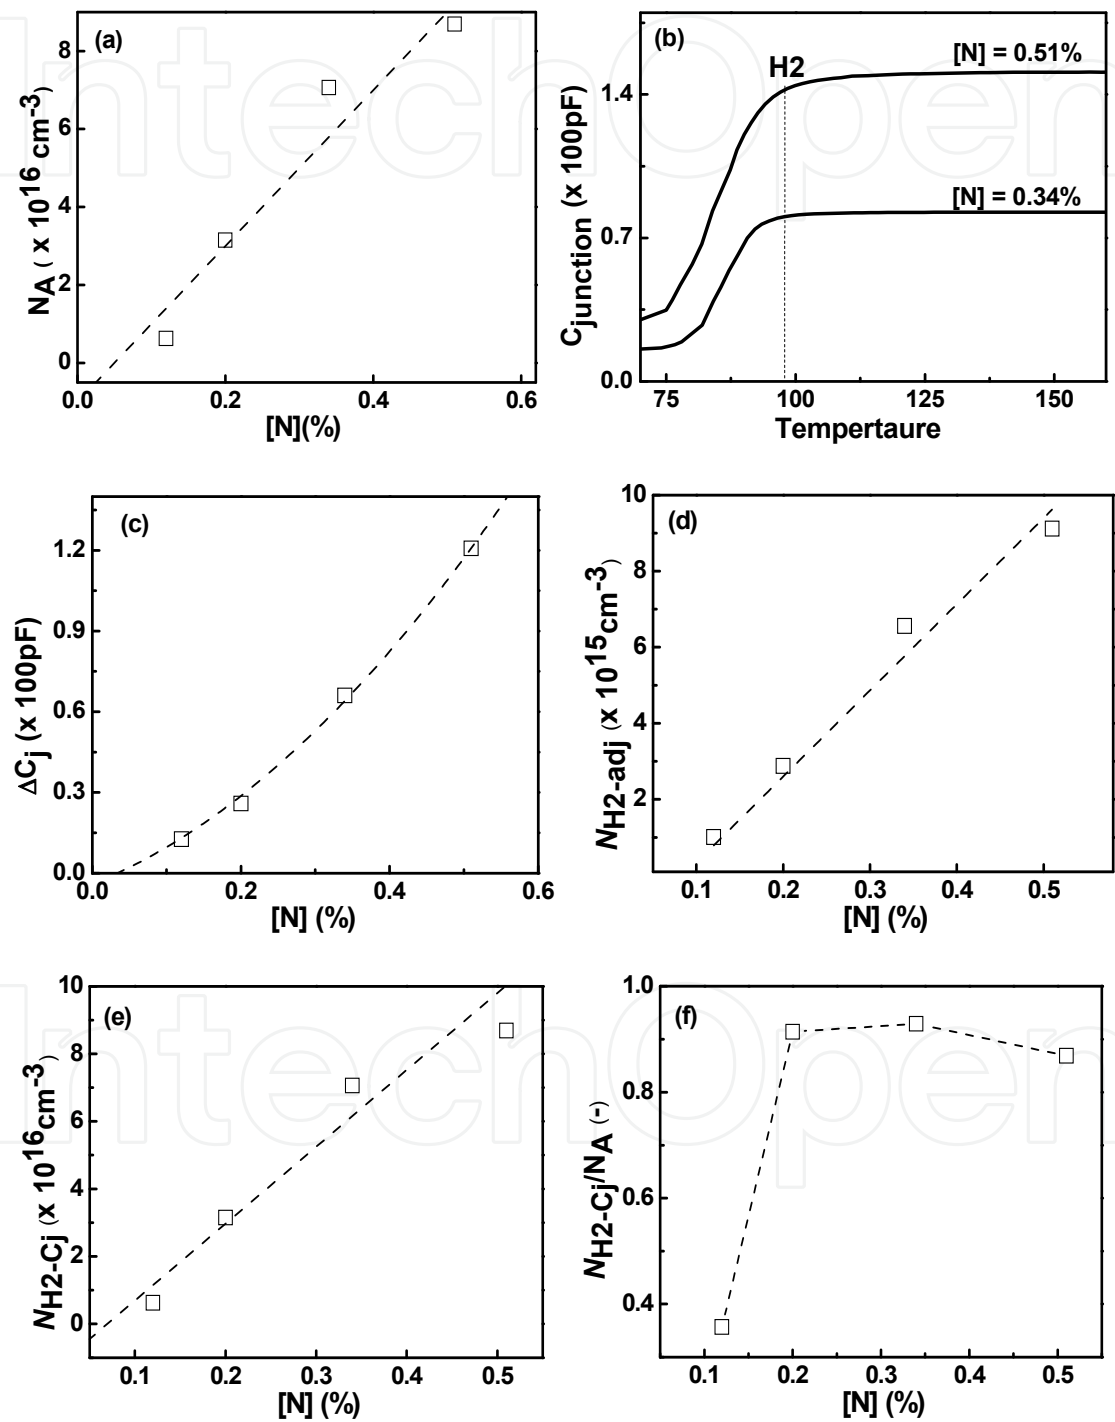 (a)
N_A (x 10^16 cm^-3)
8
6
4
2
0
0.0 0.2 0.4 0.6
[N](%)
(b)
H2
[N] = 0.51%
[N] = 0.34%
C_junction (x 100pF)
1.4
0.7
0.0
75 100 125 150
Tempertaure
(c)
ΔC_j (x 100pF)
1.2
0.9
0.6
0.3
0.0
0.0 0.2 0.4 0.6
[N] (%)
(d)
N_H2-adj (x 10^15 cm^-3)
10
8
6
4
2
0.1 0.2 0.3 0.4 0.5
[N] (%)
(e)
N_H2-Cj (x 10^16 cm^-3)
10
8
6
4
2
0
0.1 0.2 0.3 0.4 0.5
[N] (%)
(f)
N_H2-Cj/N_A (-)
1.0
0.8
0.6
0.4
0.1 0.2 0.3 0.4 0.5
[N] (%)
IntechOpen
IntechOpen